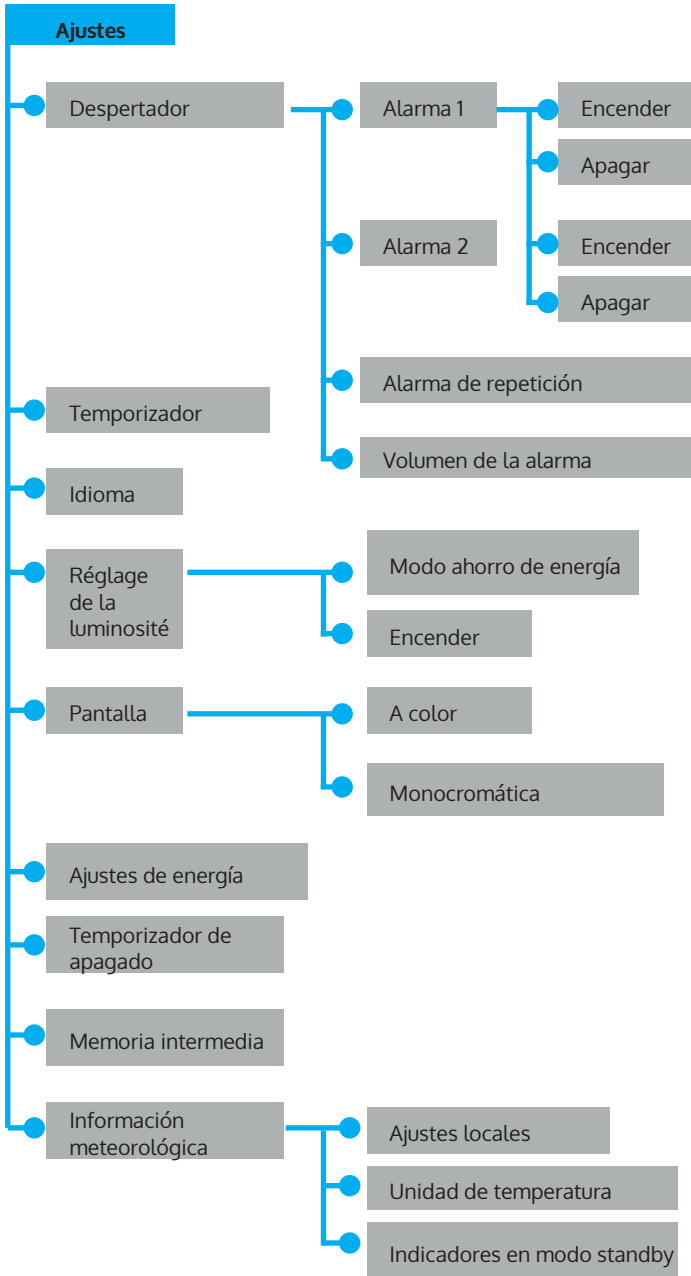 Ajustes
Despertador
Alarma 1
Encender
Apagar
Alarma 2
Encender
Apagar
Alarma de repetición
Temporizador
Volumen de la alarma
Idioma
Réglage
de la
luminosité
Modo ahorro de energía
Encender
Pantalla
A color
Monocromática
Ajustes de energía
Temporizador de
apagado
Memoria intermedia
Información
meteorológica
Ajustes locales
Unidad de temperatura
Indicadores en modo standby